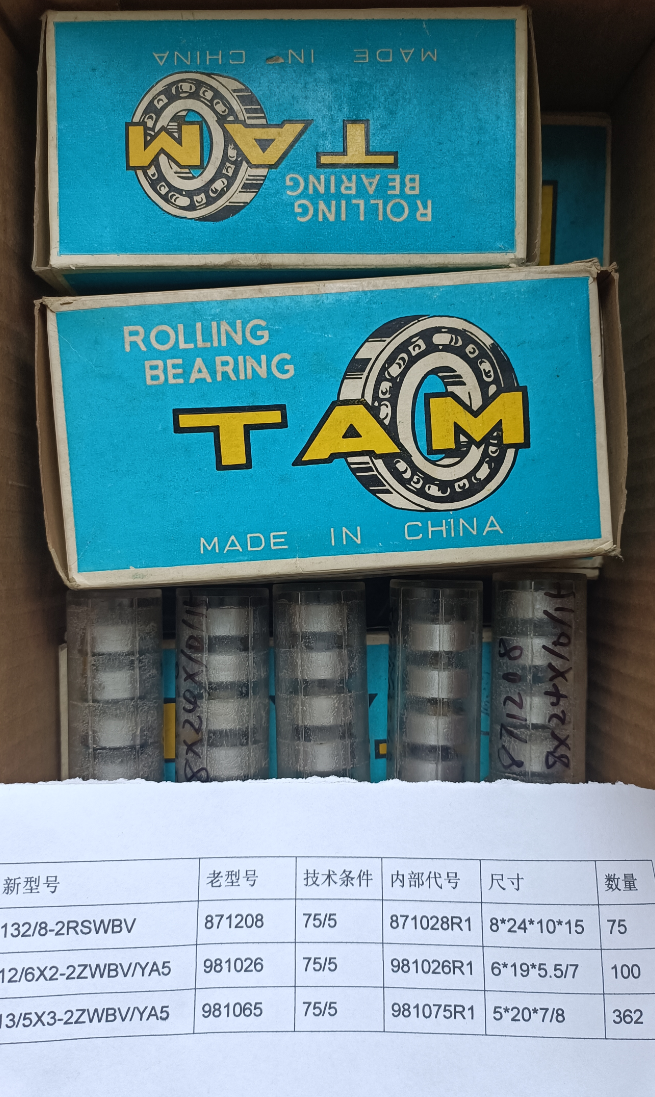 MADE IN CHINA
TAM
ROLLING
BEARING
ROLLING
BEARING
TAM
MADE IN CHINA
871208
8X24X10/14
新型号 老型号 技术条件 内部代号 尺寸 数量
132/8-2RSWBV 871208 75/5 871028R1 8*24*10*15 75
12/6X2-2ZWBV/YA5 981026 75/5 981026R1 6*19*5.5/7 100
13/5X3-2ZWBV/YA5 981065 75/5 981075R1 5*20*7/8 362